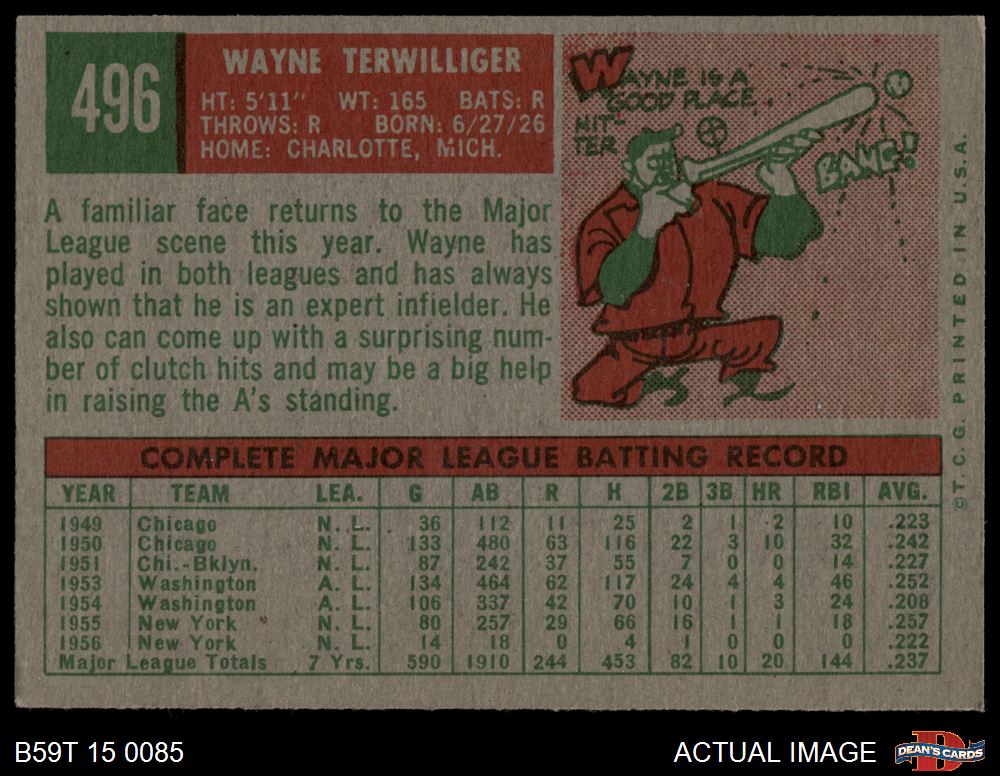 496
WAYNE TERWILLIGER
HT: 5'11" WT: 165 BATS: R
THROWS: R BORN: 6/27/26
HOME: CHARLOTTE, MICH.
WAYNE IS A
GOOD PLACE
HIT-
TER
BANG!
A familiar face returns to the Major
League scene this year. Wayne has
played in both leagues and has always
shown that he is an expert infielder. He
also can come up with a surprising num-
ber of clutch hits and may be a big help
in raising the A's standing.
COMPLETE MAJOR LEAGUE BATTING RECORD
YEAR TEAM LEA. G AB R H 2B 3B HR RBI AVG.
1949 Chicago N. L. 36 112 11 25 2 1 2 10 .223
1950 Chicago N. L. 133 480 63 116 22 3 10 32 .242
1951 Chi.-Bklyn. N. L. 87 242 37 55 7 0 0 14 .227
1953 Washington A. L. 134 464 62 117 24 4 4 46 .252
1954 Washington A. L. 106 337 42 70 10 1 3 24 .208
1955 New York N. L. 80 257 29 66 16 1 1 18 .257
1956 New York N. L. 14 18 0 4 1 0 0 0 .222
Major League Totals 7 Yrs. 590 1910 244 453 82 10 20 144 .237
©T.C.G. PRINTED IN U.S.A.
B59T 15 0085
ACTUAL IMAGE
DEAN'S CARDS